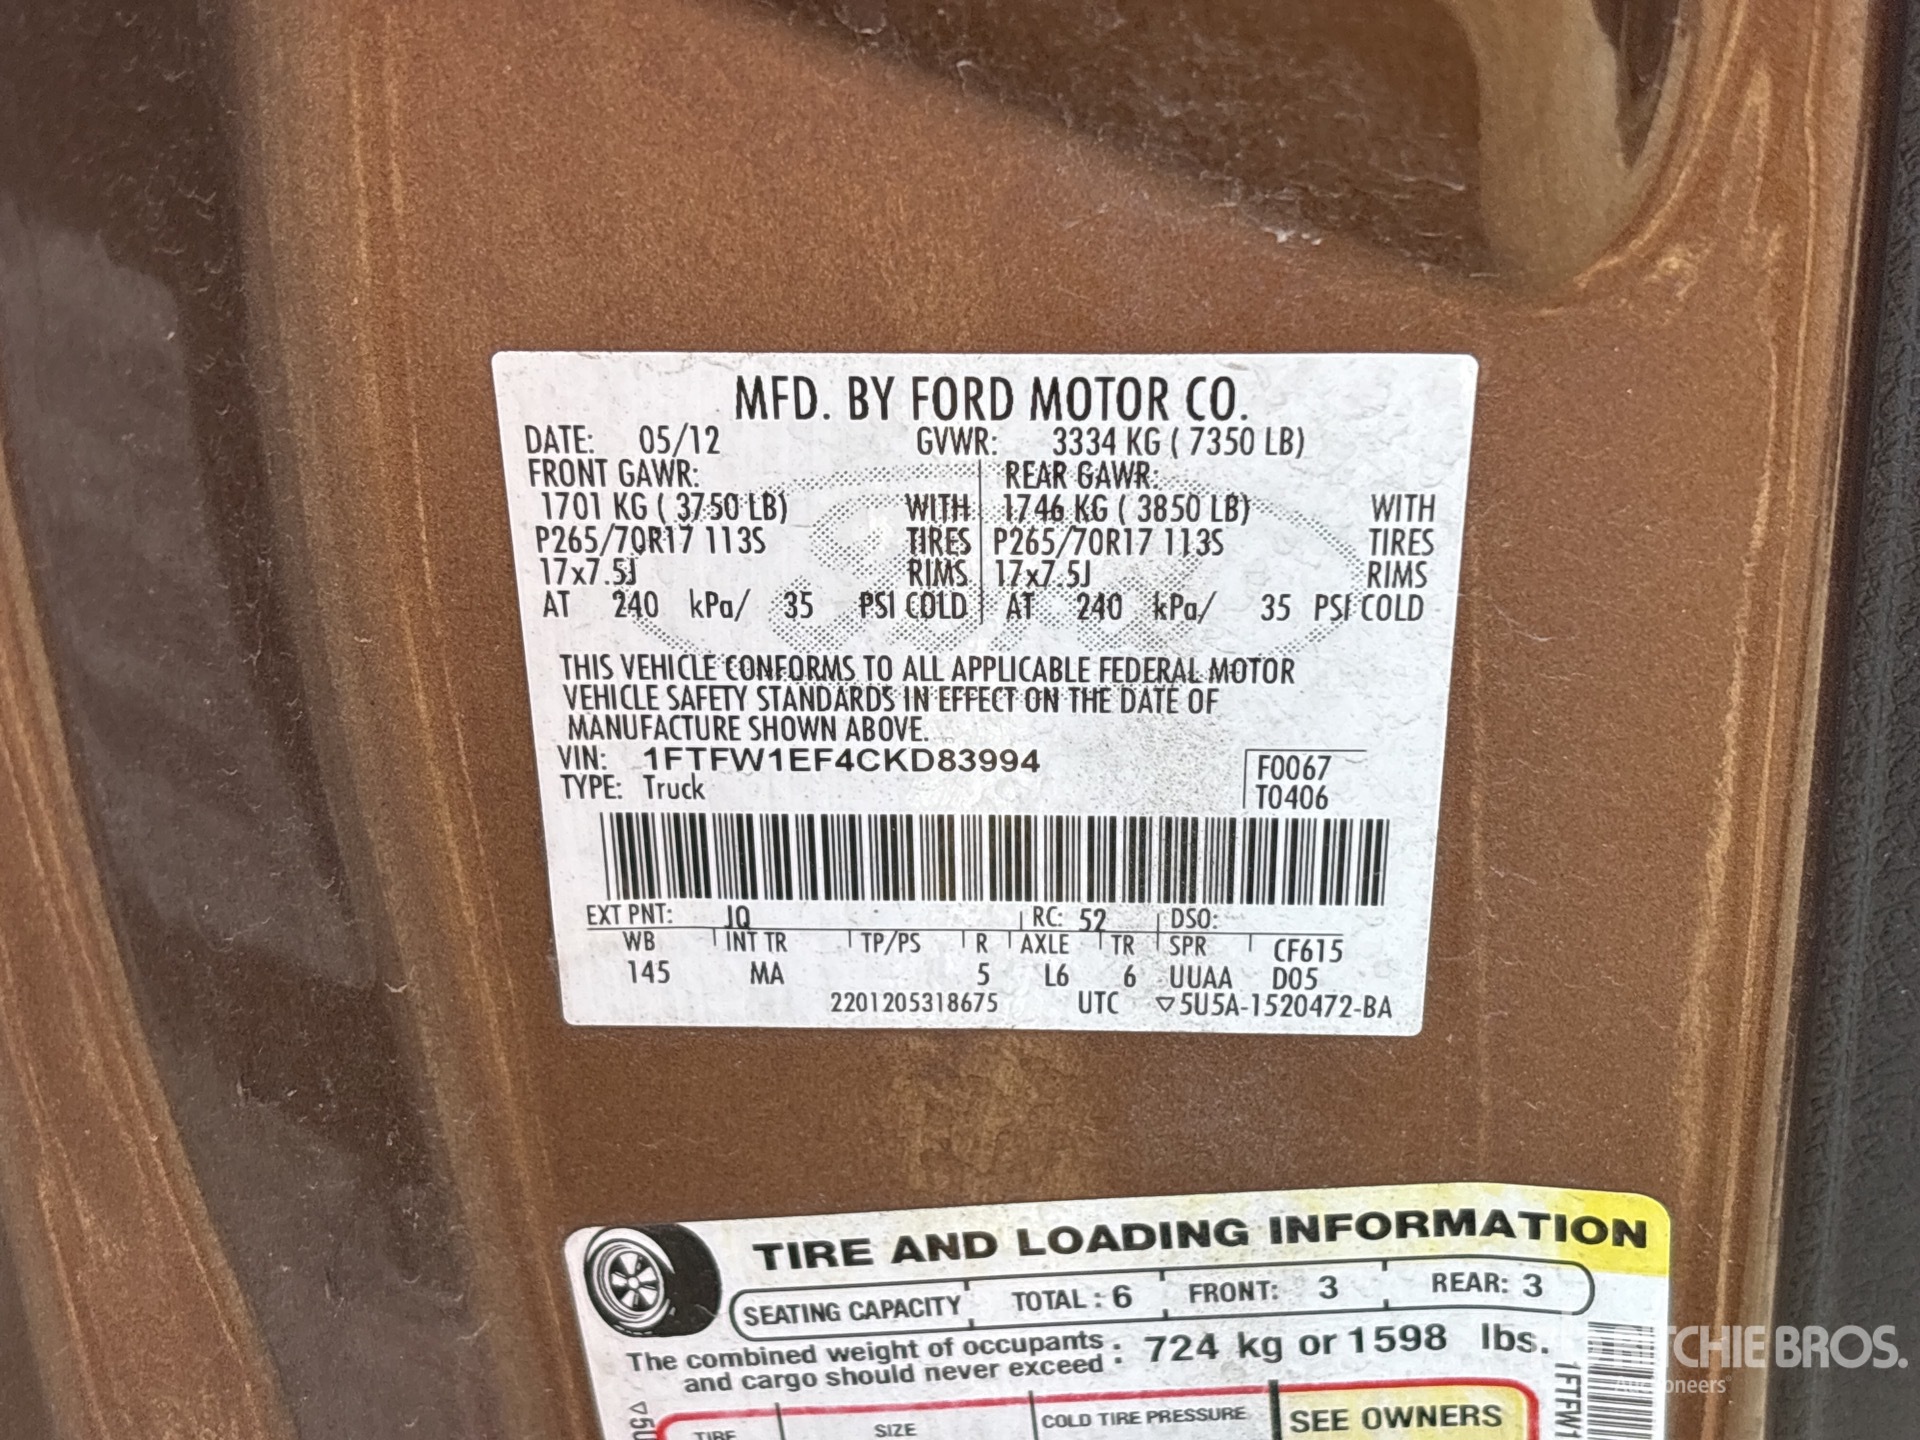 MFD. BY FORD MOTOR CO.
DATE: 05/12 GVWR: 3334 KG ( 7350 LB)
FRONT GAWR: REAR GAWR:
1701 KG ( 3750 LB) WITH 1746 KG ( 3850 LB) WITH
P265/70R17 113S TIRES P265/70R17 113S TIRES
17x7.5J RIMS 17x7.5J RIMS
AT 240 kPa/ 35 PSI COLD AT 240 kPa/ 35 PSI COLD
THIS VEHICLE CONFORMS TO ALL APPLICABLE FEDERAL MOTOR
VEHICLE SAFETY STANDARDS IN EFFECT ON THE DATE OF
MANUFACTURE SHOWN ABOVE.
VIN: 1FTFW1EF4CKD83994
TYPE: Truck
F0067
T0406
EXT PNT: JQ RC: 52 DSO:
WB INT TR TP/PS R AXLE TR SPR CF615
145 MA 5 L6 6 UUAA D05
2201205318675 UTC ▽5U5A-1520472-BA
TIRE AND LOADING INFORMATION
SEATING CAPACITY TOTAL : 6 FRONT: 3 REAR: 3
The combined weight of occupants
and cargo should never exceed : 724 kg or 1598 lbs.
TIRE SIZE COLD TIRE PRESSURE SEE OWNERS
▽5U
1FTFW1
RITCHIE BROS.
Auctioneers